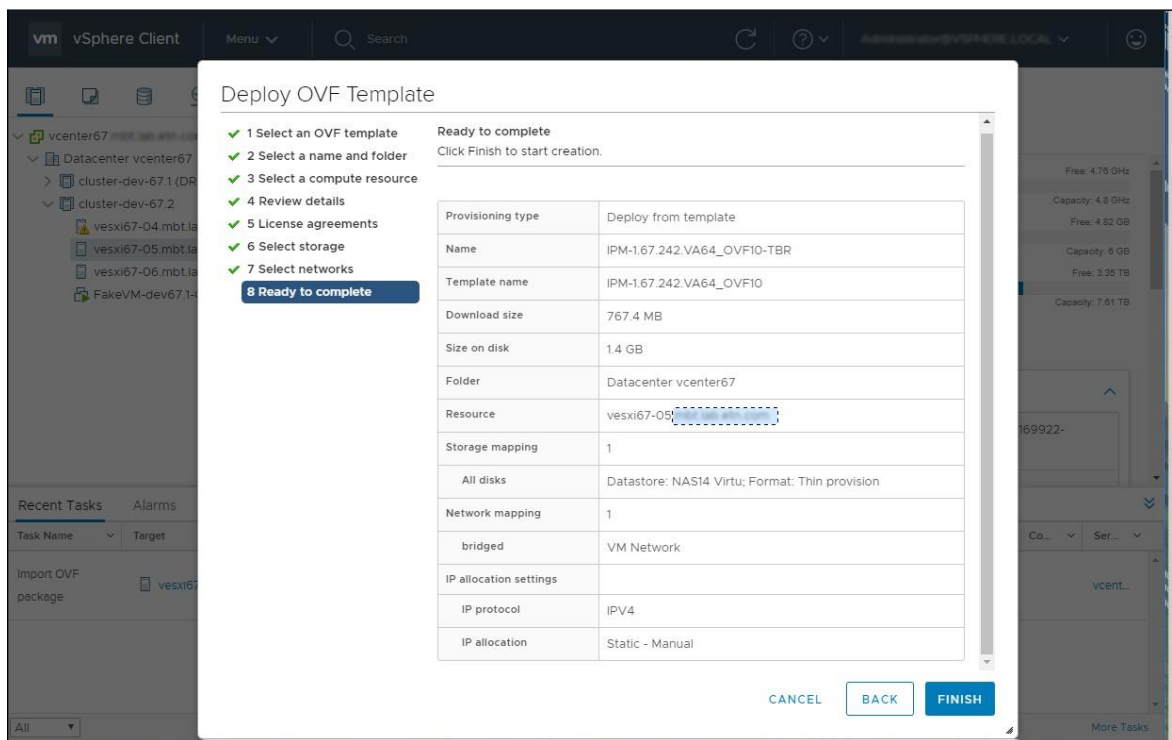 vm vSphere Client Menu Search
vcenter67
Datacenter vcenter67
cluster-dev-67.1 (DR
cluster-dev-67.2
vesxi67-04.mbt.la
vesxi67-05.mbt.la
vesxi67-06.mbt.la
FakeVM-dev67.1-
Deploy OVF Template
1 Select an OVF template
2 Select a name and folder
3 Select a compute resource
4 Review details
5 License agreements
6 Select storage
7 Select networks
8 Ready to complete
Ready to complete
Click Finish to start creation.
Provisioning type Deploy from template
Name IPM-1.67.242.VA64_OVF10-TBR
Template name IPM-1.67.242.VA64_OVF10
Download size 767.4 MB
Size on disk 1.4 GB
Folder Datacenter vcenter67
Resource vesxi67-05
Storage mapping 1
All disks Datastore: NAS14 Virtu; Format: Thin provision
Network mapping 1
bridged VM Network
IP allocation settings
IP protocol IPV4
IP allocation Static - Manual
CANCEL BACK FINISH
Free: 4.76 GHz
Capacity: 4.8 GHz
Free: 4.82 GB
Capacity: 6 GB
Free: 3.35 TB
Capacity: 7.61 TB
169922-
Recent Tasks Alarms
Task Name Target Co... Ser...
Import OVF
package
vesxi67 vcent...
All More Tasks